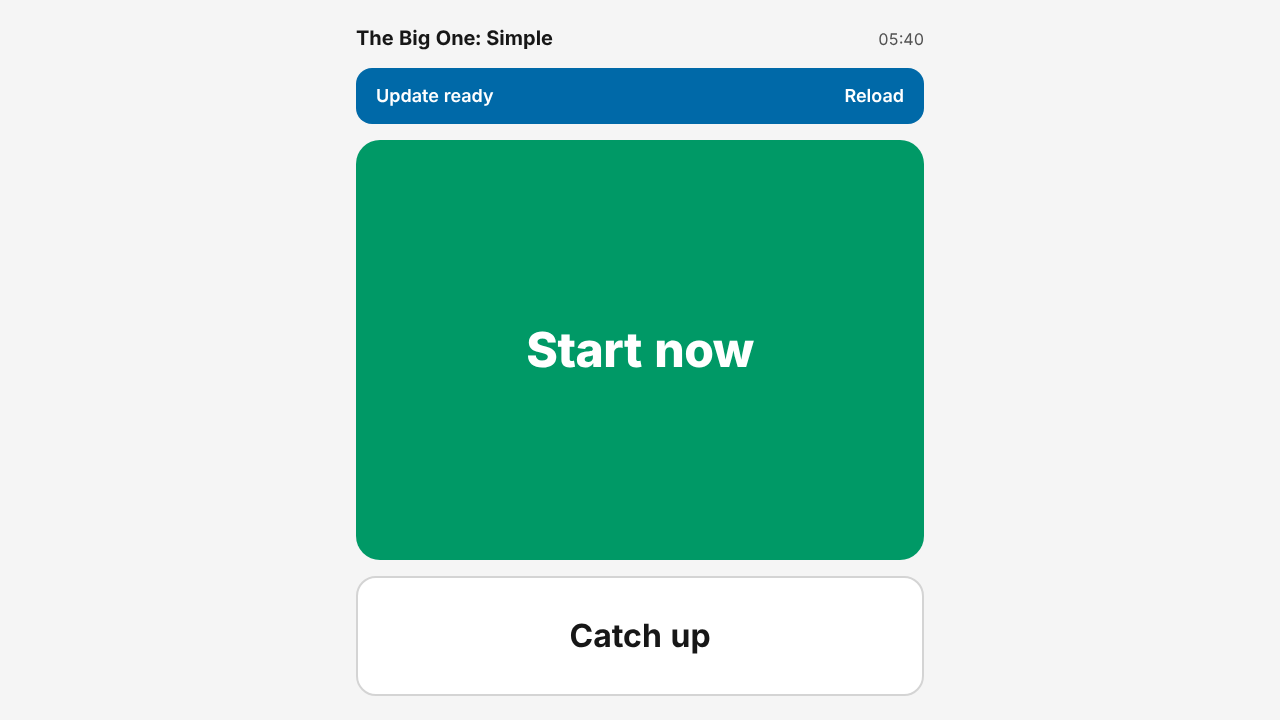 The Big One: Simple
05:40
Update ready
Reload
Start now
Catch up